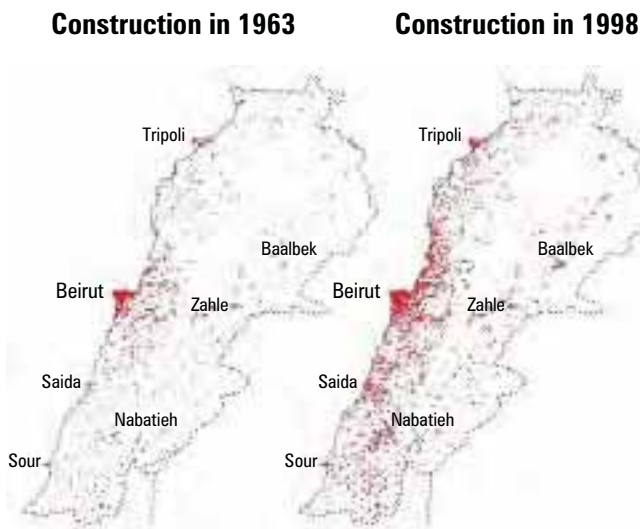 Construction in 1963
Tripoli
Baalbek
Beirut
Zahle
Saida
Nabatieh
Sour
Construction in 1998
Tripoli
Baalbek
Beirut
Zahle
Saida
Nabatieh
Sour